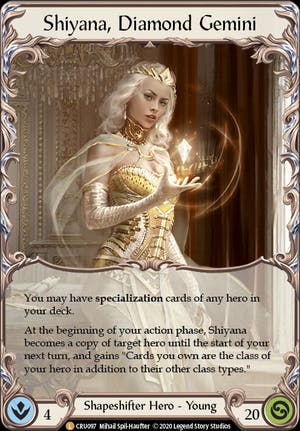 Shiyana, Diamond Gemini
You may have specialization cards of any hero in
your deck.
At the beginning of your action phase, Shiyana
becomes a copy of target hero until the start of your
next turn, and gains "Cards you own are the class of
your hero in addition to their other class types."
4
Shapeshifter Hero - Young
20
L CRU097 Mihail Spil-Haufter © 2020 Legend Story Studios